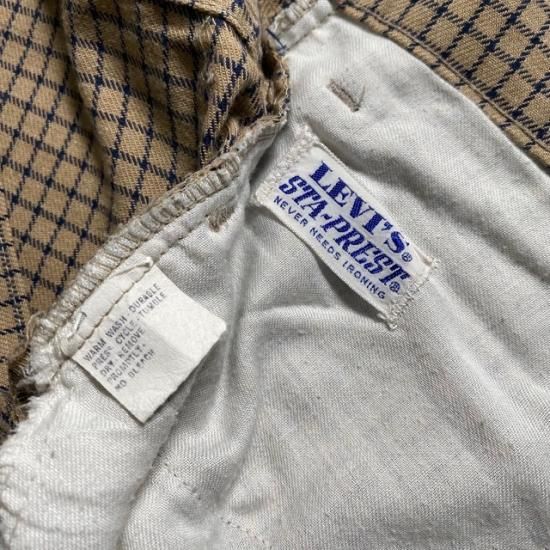 LEVI'S®
STA-PREST®
NEVER NEEDS IRONING
WARM WASH-DURABLE
PRESS CYCLE. TUMBLE
DRY. REMOVE
PROMPTLY.
NO BLEACH